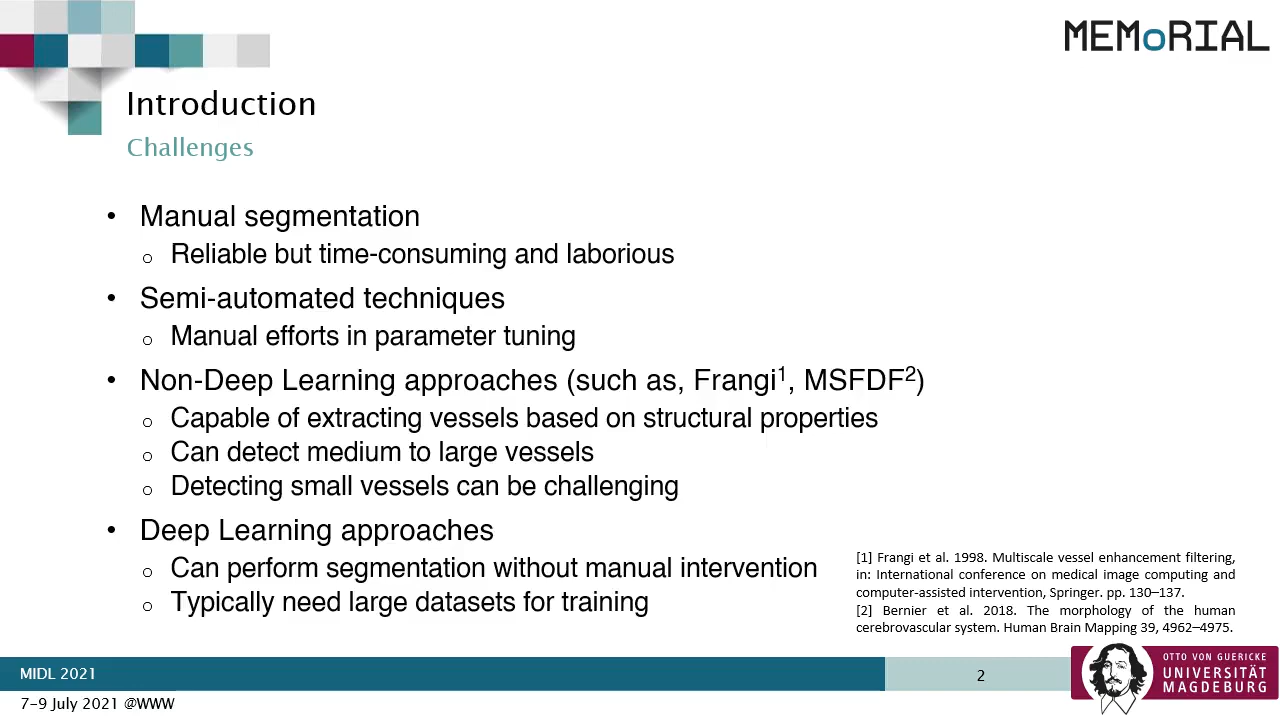 MEMoRIAL
Introduction
Challenges
• Manual segmentation
o Reliable but time-consuming and laborious
• Semi-automated techniques
o Manual efforts in parameter tuning
• Non-Deep Learning approaches (such as, Frangi¹, MSFDF²)
o Capable of extracting vessels based on structural properties
o Can detect medium to large vessels
o Detecting small vessels can be challenging
• Deep Learning approaches
o Can perform segmentation without manual intervention
o Typically need large datasets for training
[1] Frangi et al. 1998. Multiscale vessel enhancement filtering,
in: International conference on medical image computing and
computer-assisted intervention, Springer. pp. 130–137.
[2] Bernier et al. 2018. The morphology of the human
cerebrovascular system. Human Brain Mapping 39, 4962–4975.
MIDL 2021
2
OTTO VON GUERICKE
UNIVERSITÄT
MAGDEBURG
7-9 July 2021 @WWW